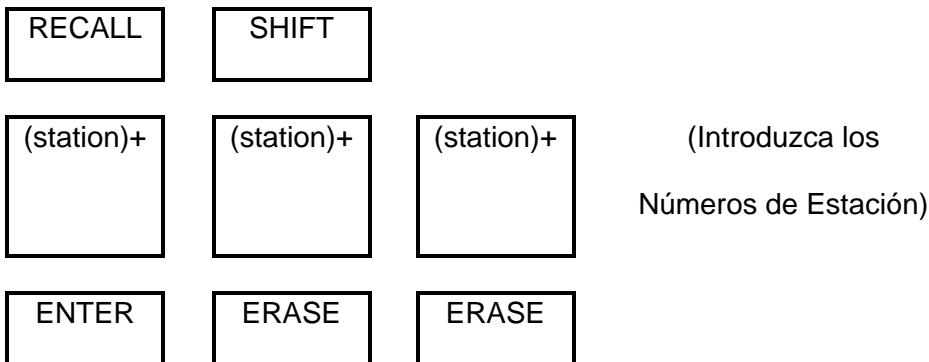 RECALL SHIFT
(station)+ (station)+ (station)+ (Introduzca los
Números de Estación)
ENTER ERASE ERASE